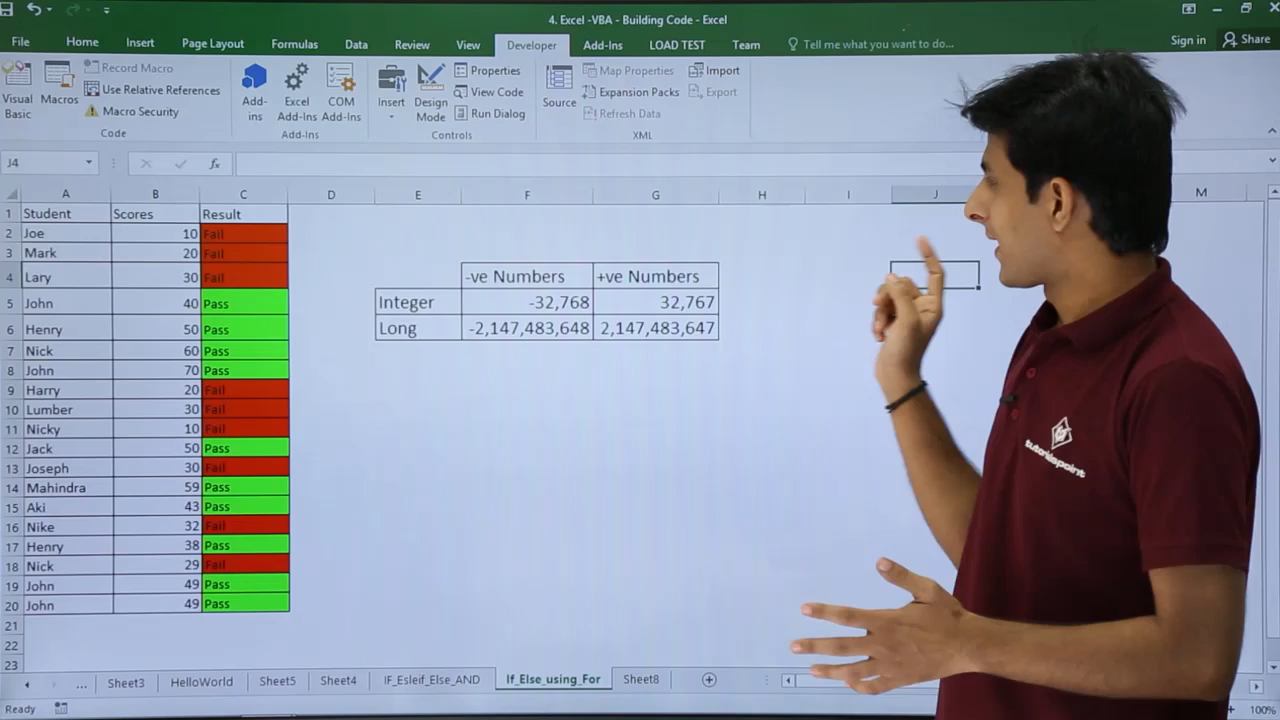 4. Excel -VBA - Building Code - Excel
File Home Insert Page Layout Formulas Data Review View Developer Add-Ins LOAD TEST Team Tell me what you want to do... Sign in Share
Visual Basic
Macros
Record Macro
Use Relative References
Macro Security
Code
Add-ins
Excel Add-Ins
COM Add-Ins
Add-Ins
Insert
Design Mode
Properties
View Code
Run Dialog
Controls
Source
Map Properties
Expansion Packs
Refresh Data
Import
Export
XML
J4 fx
A B C D E F G H I J M
1 Student Scores Result
2 Joe 10 Fail
3 Mark 20 Fail
4 Lary 30 Fail -ve Numbers +ve Numbers
5 John 40 Pass Integer -32,768 32,767
6 Henry 50 Pass Long -2,147,483,648 2,147,483,647
7 Nick 60 Pass
8 John 70 Pass
9 Harry 20 Fail
10 Lumber 30 Fail
11 Nicky 10 Fail
12 Jack 50 Pass
13 Joseph 30 Fail
14 Mahindra 59 Pass
15 Aki 43 Pass
16 Nike 32 Fail
17 Henry 38 Pass
18 Nick 29 Fail
19 John 49 Pass
20 John 49 Pass
21
22
23
tutorialspoint
... Sheet3 HelloWorld Sheet5 Sheet4 IF_Esleif_Else_AND If_Else_using_For Sheet8
Ready 100%